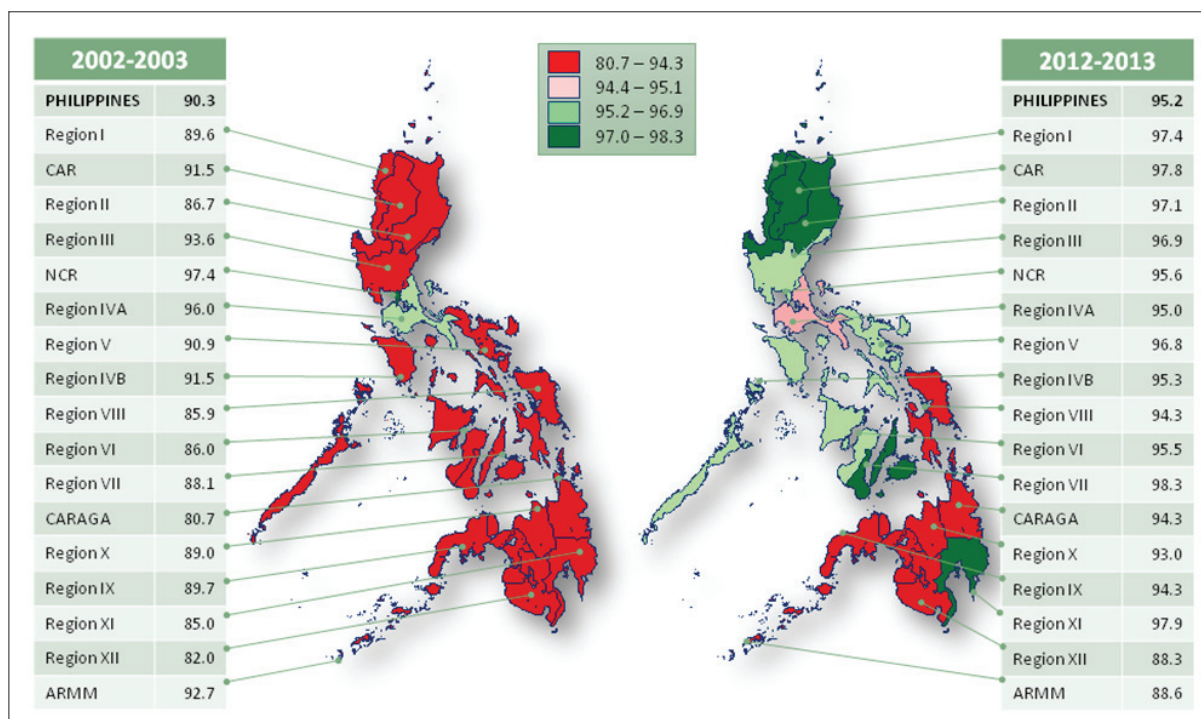 2002-2003
PHILIPPINES 90.3
Region I 89.6
CAR 91.5
Region II 86.7
Region III 93.6
NCR 97.4
Region IVA 96.0
Region V 90.9
Region IVB 91.5
Region VIII 85.9
Region VI 86.0
Region VII 88.1
CARAGA 80.7
Region X 89.0
Region IX 89.7
Region XI 85.0
Region XII 82.0
ARMM 92.7
80.7 – 94.3
94.4 – 95.1
95.2 – 96.9
97.0 – 98.3
2012-2013
PHILIPPINES 95.2
Region I 97.4
CAR 97.8
Region II 97.1
Region III 96.9
NCR 95.6
Region IVA 95.0
Region V 96.8
Region IVB 95.3
Region VIII 94.3
Region VI 95.5
Region VII 98.3
CARAGA 94.3
Region X 93.0
Region IX 94.3
Region XI 97.9
Region XII 88.3
ARMM 88.6